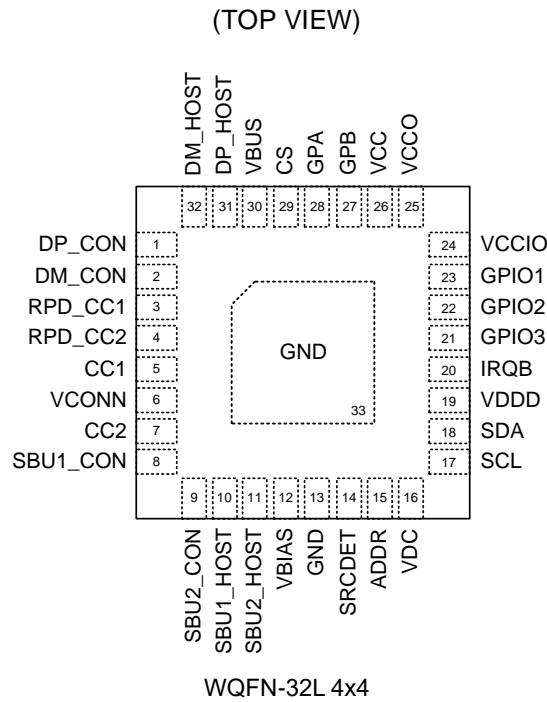 (TOP VIEW)
DM_HOST
DP_HOST
VBUS
CS
GPA
GPB
VCC
VCCO
32
31
30
29
28
27
26
25
DP_CON
1
24
VCCIO
DM_CON
2
23
GPIO1
RPD_CC1
3
22
GPIO2
RPD_CC2
4
21
GPIO3
CC1
5
GND
20
IRQB
VCONN
6
19
VDDD
CC2
7
33
18
SDA
SBU1_CON
8
17
SCL
9
10
11
12
13
14
15
16
SBU2_CON
SBU1_HOST
SBU2_HOST
VBIAS
GND
SRCDET
ADDR
VDC
WQFN-32L 4x4